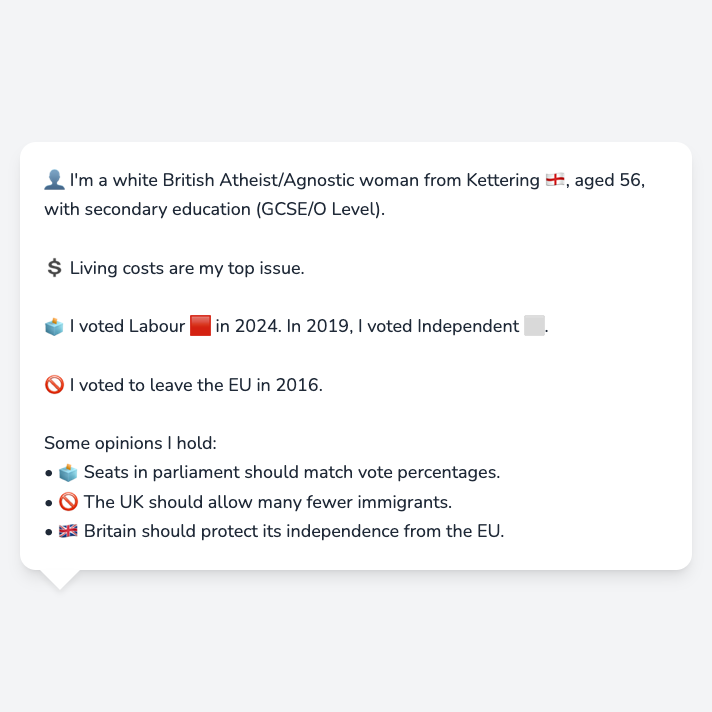 👤 I'm a white British Atheist/Agnostic woman from Kettering 🏴󠁧󠁢󠁥󠁮󠁧󠁿, aged 56,
with secondary education (GCSE/O Level).
💲 Living costs are my top issue.
🗳️ I voted Labour 🟥 in 2024. In 2019, I voted Independent ⬜.
🚫 I voted to leave the EU in 2016.
Some opinions I hold:
• 🗳️ Seats in parliament should match vote percentages.
• 🚫 The UK should allow many fewer immigrants.
• 🇬🇧 Britain should protect its independence from the EU.